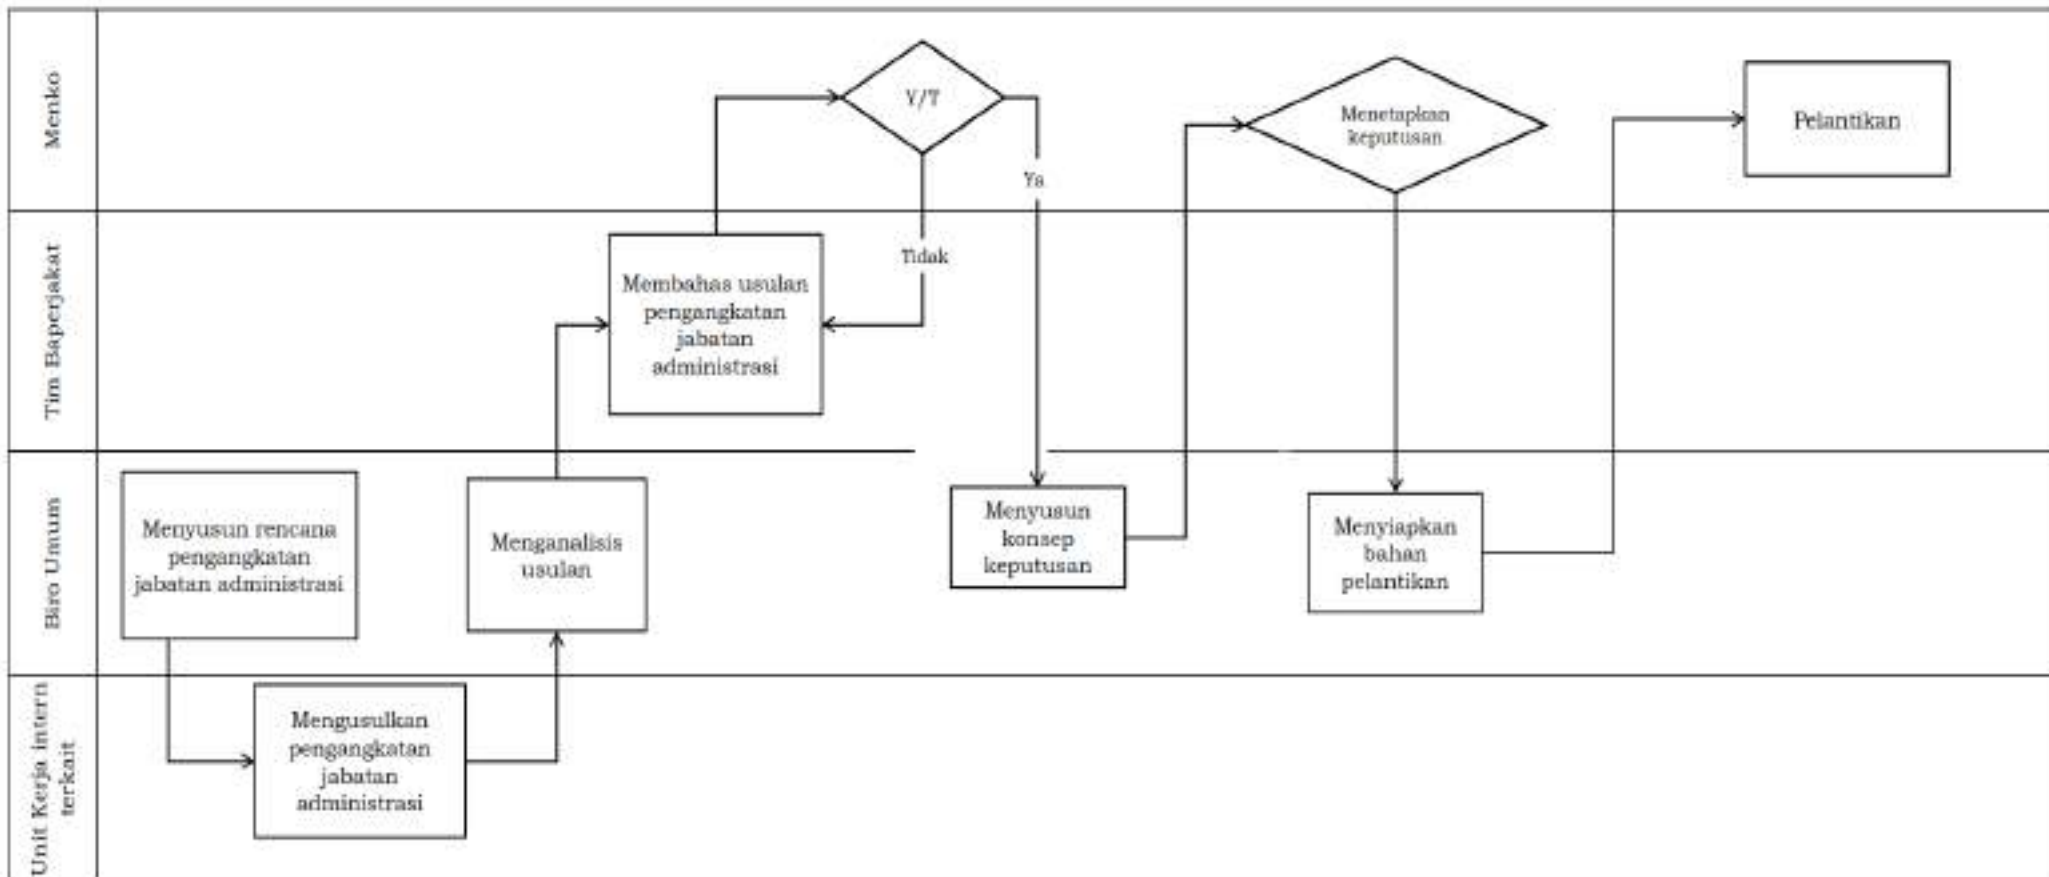 Menko
Y/T
Ya
Menetapkan
keputusan
Pelantikan
Tim Baperjakat
Membahas usulan
pengangkatan
jabatan
administrasi
Tidak
Biro Umum
Menyusun rencana
pengangkatan
jabatan administrasi
Menganalisis
usulan
Menyusun
konsep
keputusan
Menyiapkan
bahan
pelantikan
Unit Kerja intern
terkait
Mengusulkan
pengangkatan
jabatan
administrasi